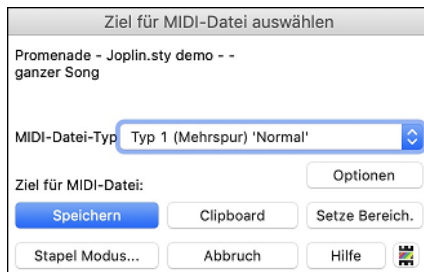 Ziel für MIDI-Datei auswählen
Promenade - Joplin.sty demo - -
ganzer Song
MIDI-Datei-Typ Typ 1 (Mehrspur) 'Normal'
Optionen
Ziel für MIDI-Datei:
Speichern Clipboard Setze Bereich.
Stapel Modus... Abbruch Hilfe